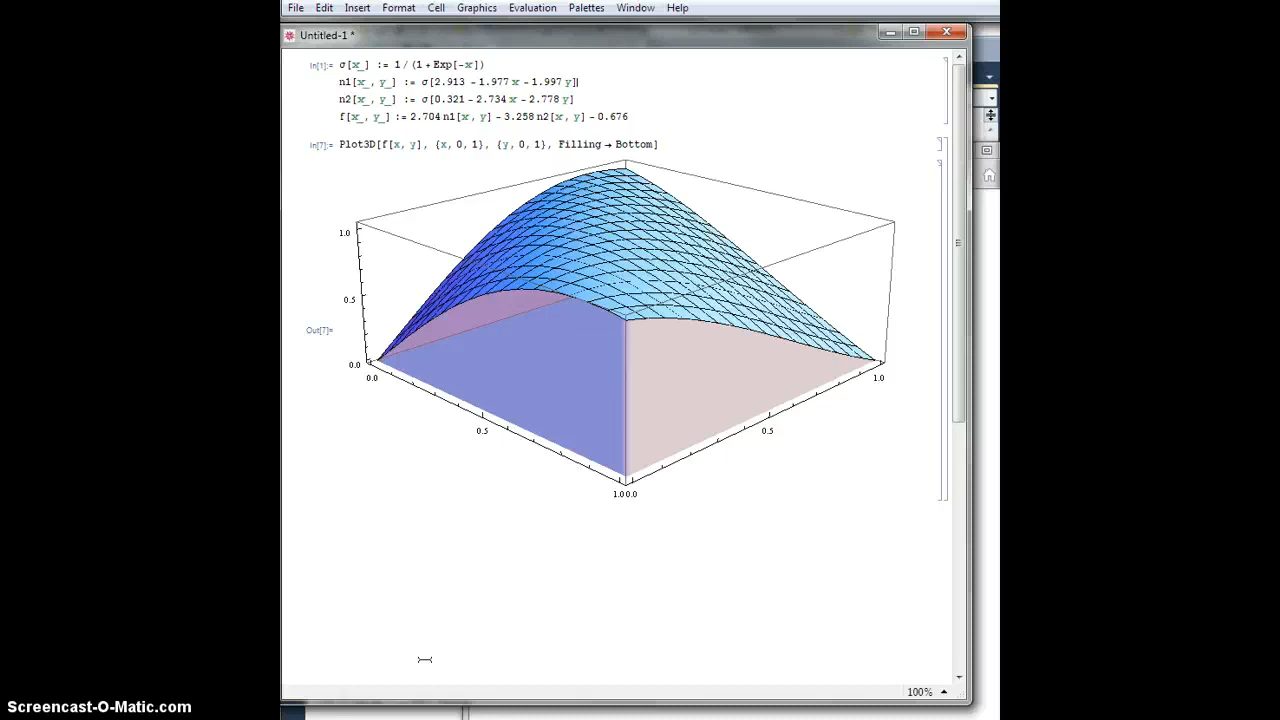 File Edit Insert Format Cell Graphics Evaluation Palettes Window Help
Untitled-1 *
In[1]:= σ[x_] := 1 / (1 + Exp[-x])
n1[x_, y_] := σ[2.913 - 1.977 x - 1.997 y]
n2[x_, y_] := σ[0.321 - 2.734 x - 2.778 y]
f[x_, y_] := 2.704 n1[x, y] - 3.258 n2[x, y] - 0.676
In[7]:= Plot3D[f[x, y], {x, 0, 1}, {y, 0, 1}, Filling → Bottom]
1.0
0.5
Out[7]=
0.0
0.0 1.0
0.5 0.5
1.0 0.0
100%
Screencast-O-Matic.com